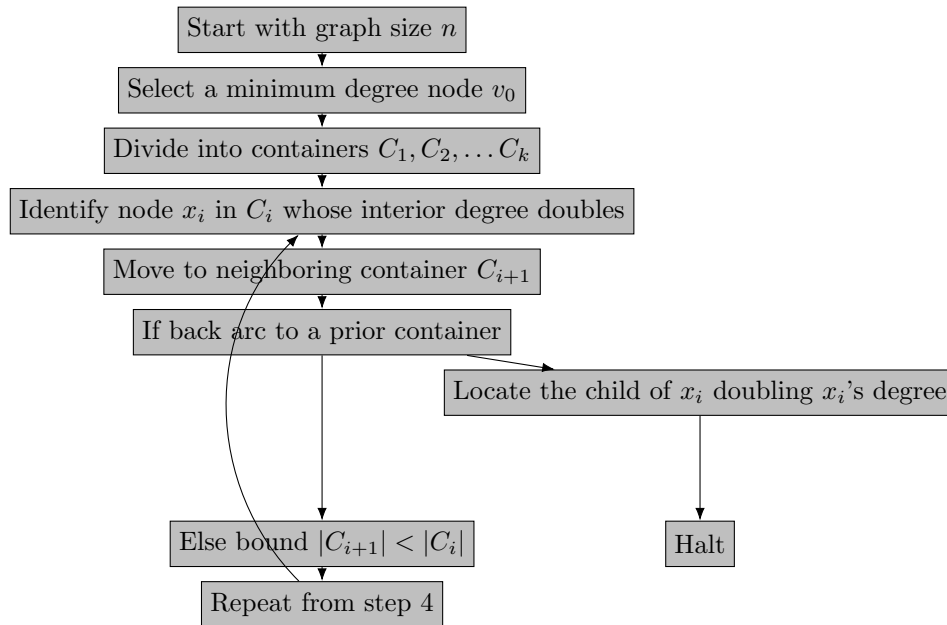 Start with graph size n
Select a minimum degree node v₀
Divide into containers C₁, C₂, … Cₖ
Identify node xᵢ in Cᵢ whose interior degree doubles
Move to neighboring container Cᵢ₊₁
If back arc to a prior container
Locate the child of xᵢ doubling xᵢ's degree
Else bound |Cᵢ₊₁| < |Cᵢ|
Halt
Repeat from step 4